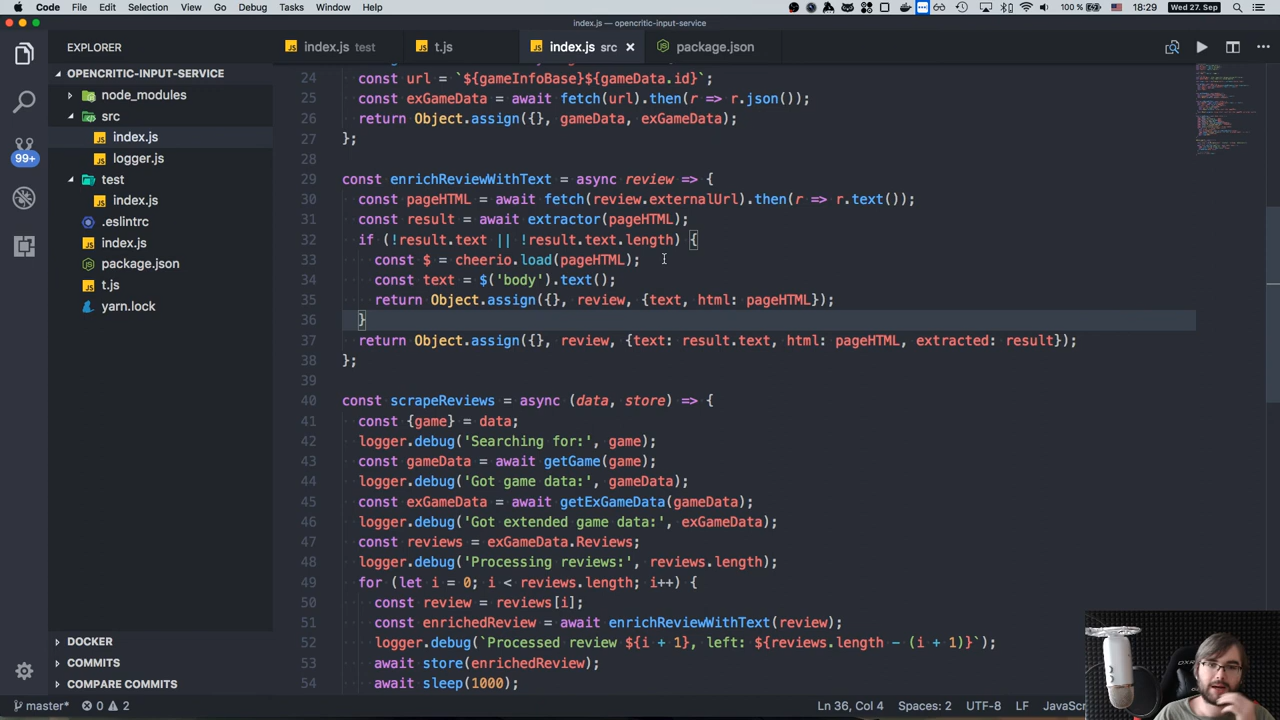 Code File Edit Selection View Go Debug Tasks Window Help 100 % 18:29 Wed 27. Sep
index.js — opencritic-input-service
EXPLORER
index.js test
t.js
index.js src
package.json
OPENCRITIC-INPUT-SERVICE
node_modules
src
index.js
logger.js
test
index.js
.eslintrc
index.js
package.json
t.js
yarn.lock
DOCKER
COMMITS
COMPARE COMMITS
99+
24 const url = `${gameInfoBase}${gameData.id}`;
25 const exGameData = await fetch(url).then(r => r.json());
26 return Object.assign({}, gameData, exGameData);
27 };
28
29 const enrichReviewWithText = async review => {
30 const pageHTML = await fetch(review.externalUrl).then(r => r.text());
31 const result = await extractor(pageHTML);
32 if (!result.text || !result.text.length) {
33 const $ = cheerio.load(pageHTML);
34 const text = $('body').text();
35 return Object.assign({}, review, {text, html: pageHTML});
36 }
37 return Object.assign({}, review, {text: result.text, html: pageHTML, extracted: result});
38 };
39
40 const scrapeReviews = async (data, store) => {
41 const {game} = data;
42 logger.debug('Searching for:', game);
43 const gameData = await getGame(game);
44 logger.debug('Got game data:', gameData);
45 const exGameData = await getExGameData(gameData);
46 logger.debug('Got extended game data:', exGameData);
47 const reviews = exGameData.Reviews;
48 logger.debug('Processing reviews:', reviews.length);
49 for (let i = 0; i < reviews.length; i++) {
50 const review = reviews[i];
51 const enrichedReview = await enrichReviewWithText(review);
52 logger.debug(`Processed review ${i + 1}, left: ${reviews.length - (i + 1)}`);
53 await store(enrichedReview);
54 await sleep(1000);
master* 0 2
Ln 36, Col 4 Spaces: 2 UTF-8 LF